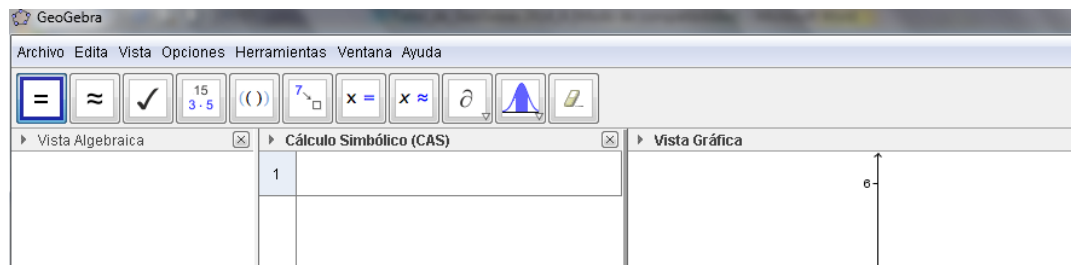 GeoGebra
Archivo Edita Vista Opciones Herramientas Ventana Ayuda
= ≈ ✓ 15 3·5 (()) 7 x = x ≈ ∂
Vista Algebraica Cálculo Simbólico (CAS) Vista Gráfica
1
6